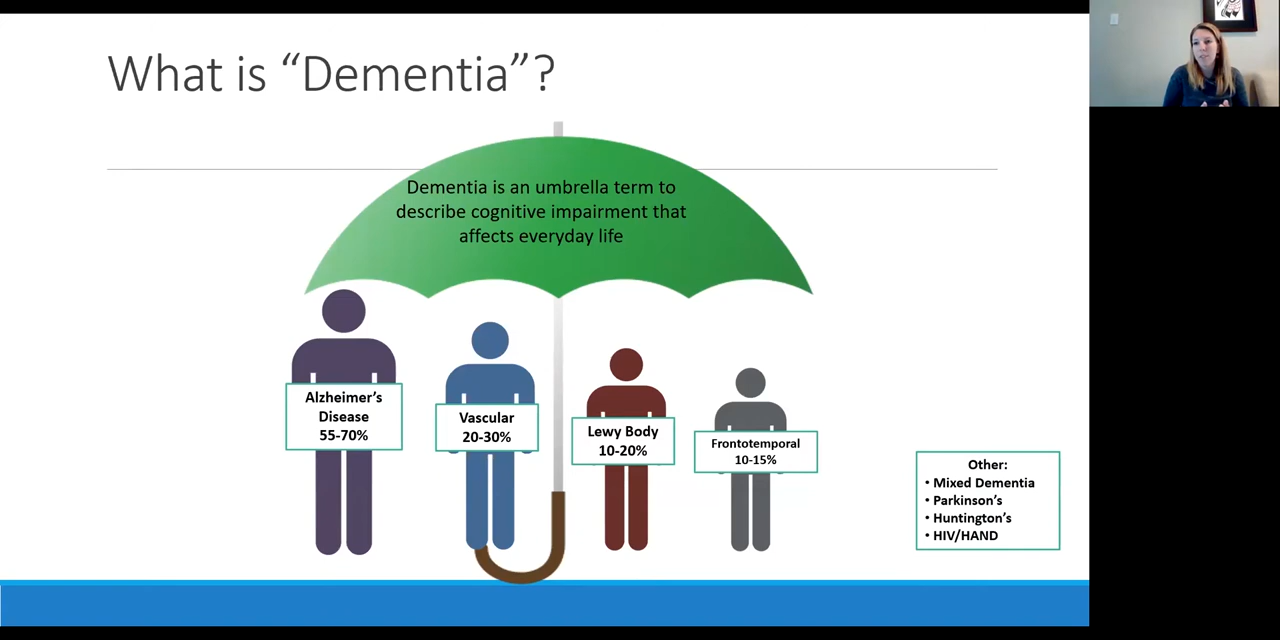 What is “Dementia”?
Dementia is an umbrella term to
describe cognitive impairment that
affects everyday life
Alzheimer’s
Disease
55-70%
Vascular
20-30%
Lewy Body
10-20%
Frontotemporal
10-15%
Other:
• Mixed Dementia
• Parkinson’s
• Huntington’s
• HIV/HAND